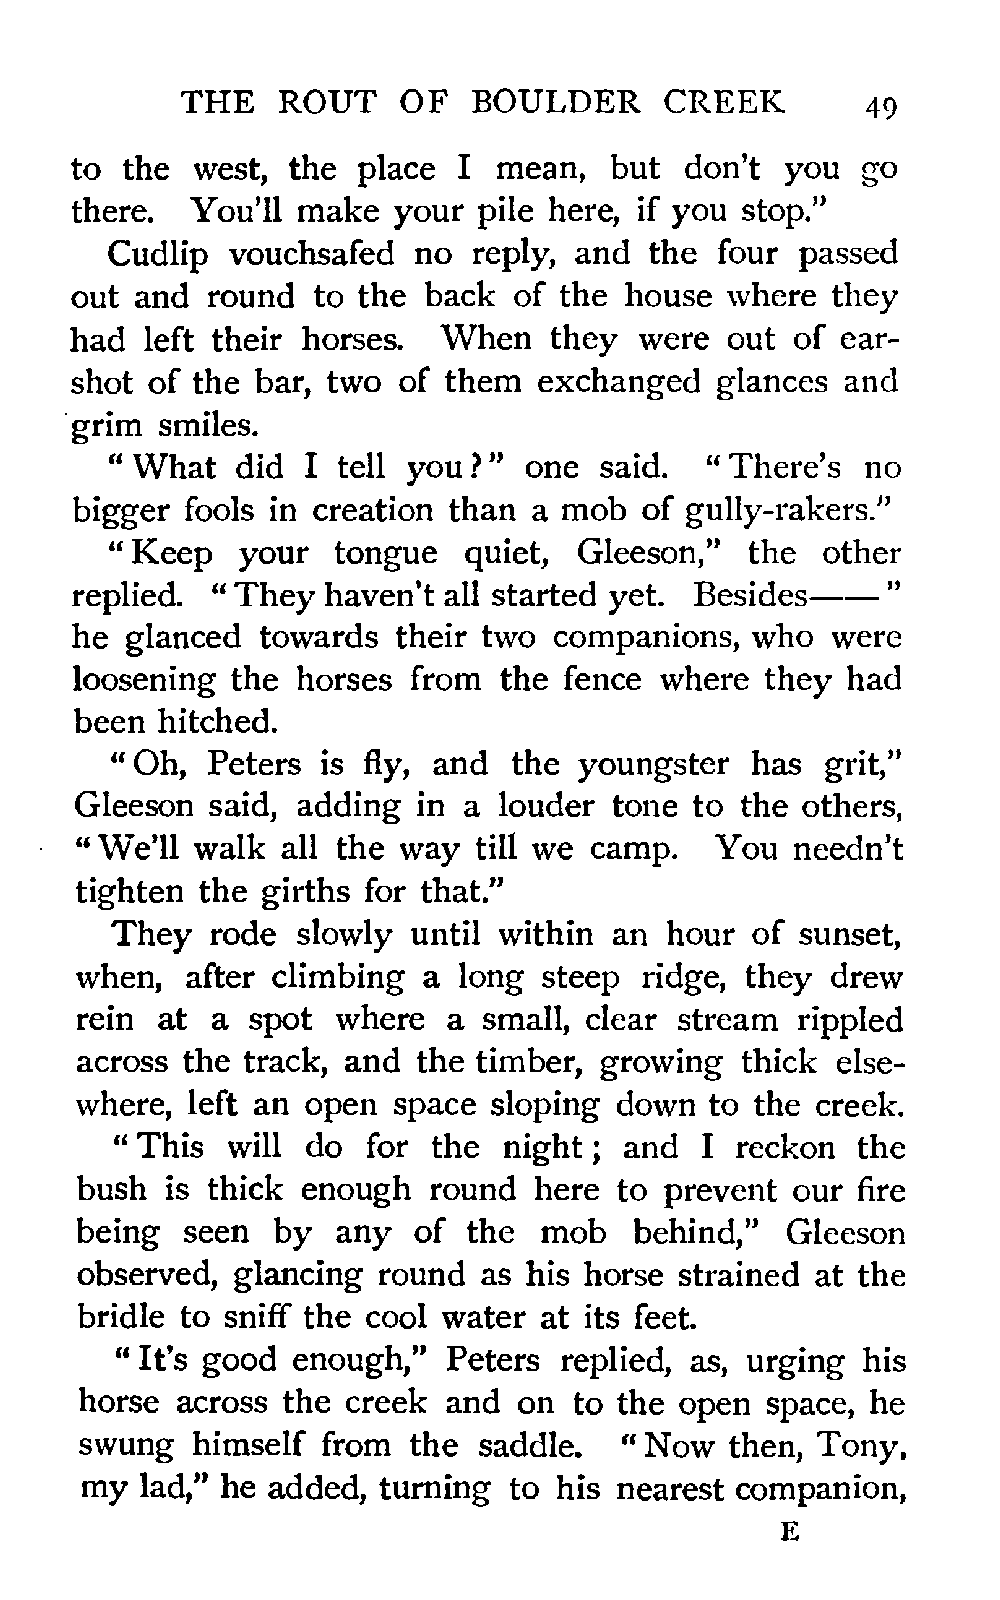 THE ROUT OF BOULDER CREEK 49
to the west, the place I mean, but don't you go
there. You'll make your pile here, if you stop."
Cudlip vouchsafed no reply, and the four passed
out and round to the back of the house where they
had left their horses. When they were out of ear-
shot of the bar, two of them exchanged glances and
grim smiles.
"What did I tell you?" one said. "There's no
bigger fools in creation than a mob of gully-rakers."
"Keep your tongue quiet, Gleeson," the other
replied. "They haven't all started yet. Besides——"
he glanced towards their two companions, who were
loosening the horses from the fence where they had
been hitched.
"Oh, Peters is fly, and the youngster has grit,"
Gleeson said, adding in a louder tone to the others,
"We'll walk all the way till we camp. You needn't
tighten the girths for that."
They rode slowly until within an hour of sunset,
when, after climbing a long steep ridge, they drew
rein at a spot where a small, clear stream rippled
across the track, and the timber, growing thick else-
where, left an open space sloping down to the creek.
"This will do for the night; and I reckon the
bush is thick enough round here to prevent our fire
being seen by any of the mob behind," Gleeson
observed, glancing round as his horse strained at the
bridle to sniff the cool water at its feet.
"It's good enough," Peters replied, as, urging his
horse across the creek and on to the open space, he
swung himself from the saddle. "Now then, Tony,
my lad," he added, turning to his nearest companion,
E